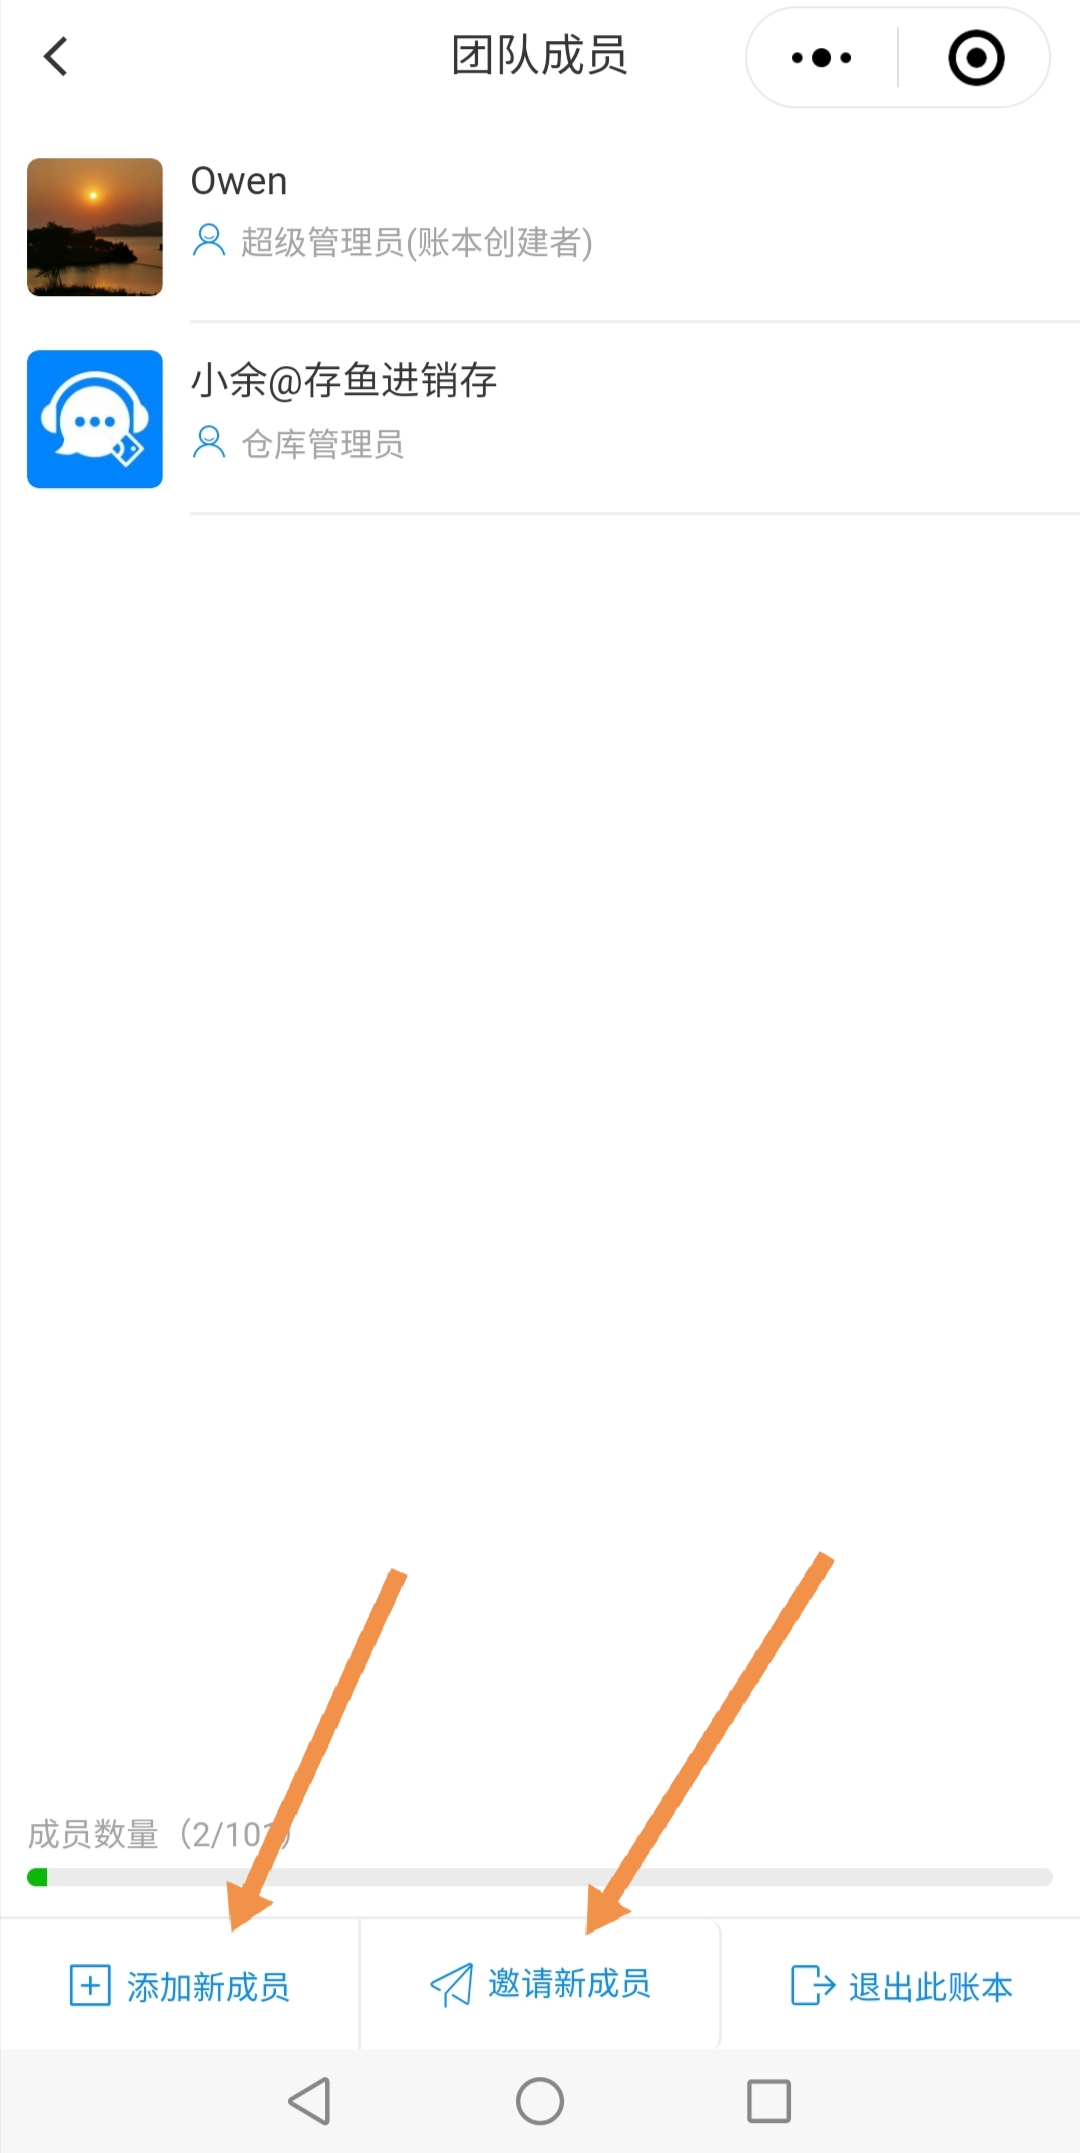 团队成员
Owen
超级管理员(账本创建者)
小余@存鱼进销存
仓库管理员
成员数量（2/101）
添加新成员
邀请新成员
退出此账本